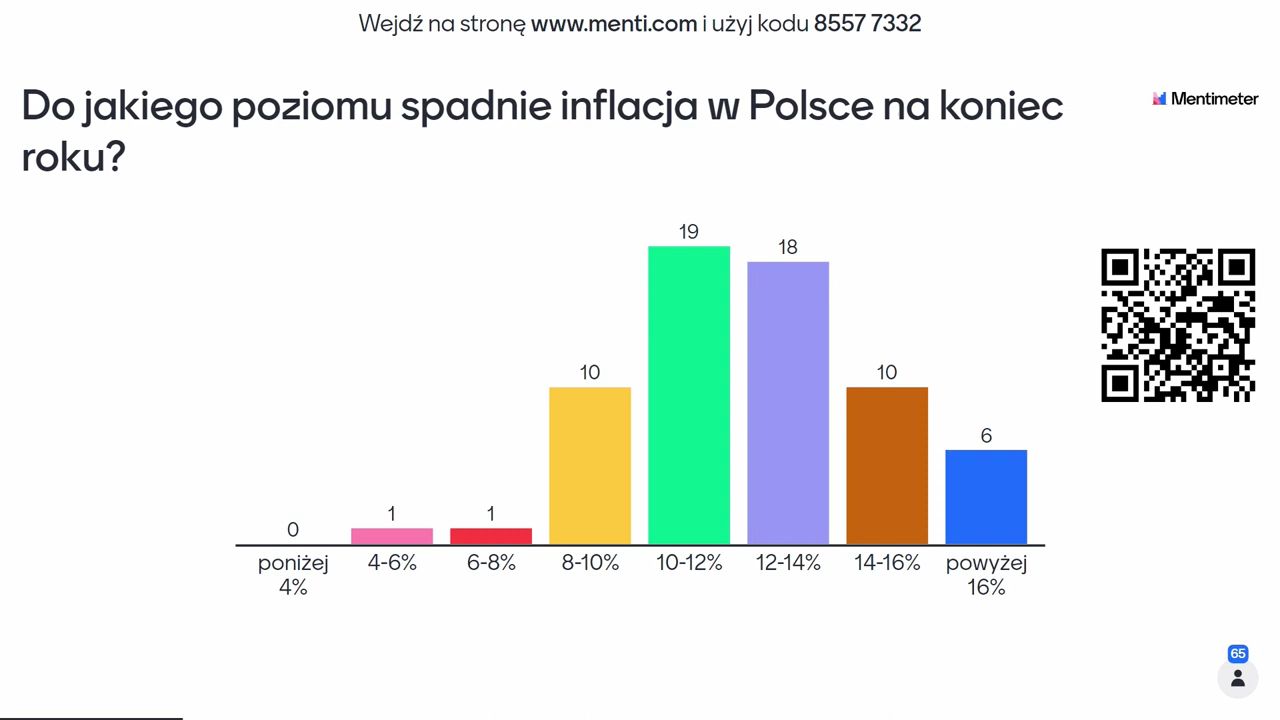 Wejdź na stronę www.menti.com i użyj kodu 8557 7332
Do jakiego poziomu spadnie inflacja w Polsce na koniec
roku?
Mentimeter
0
1
1
10
19
18
10
6
poniżej
4%
4-6%
6-8%
8-10%
10-12%
12-14%
14-16%
powyżej
16%
65